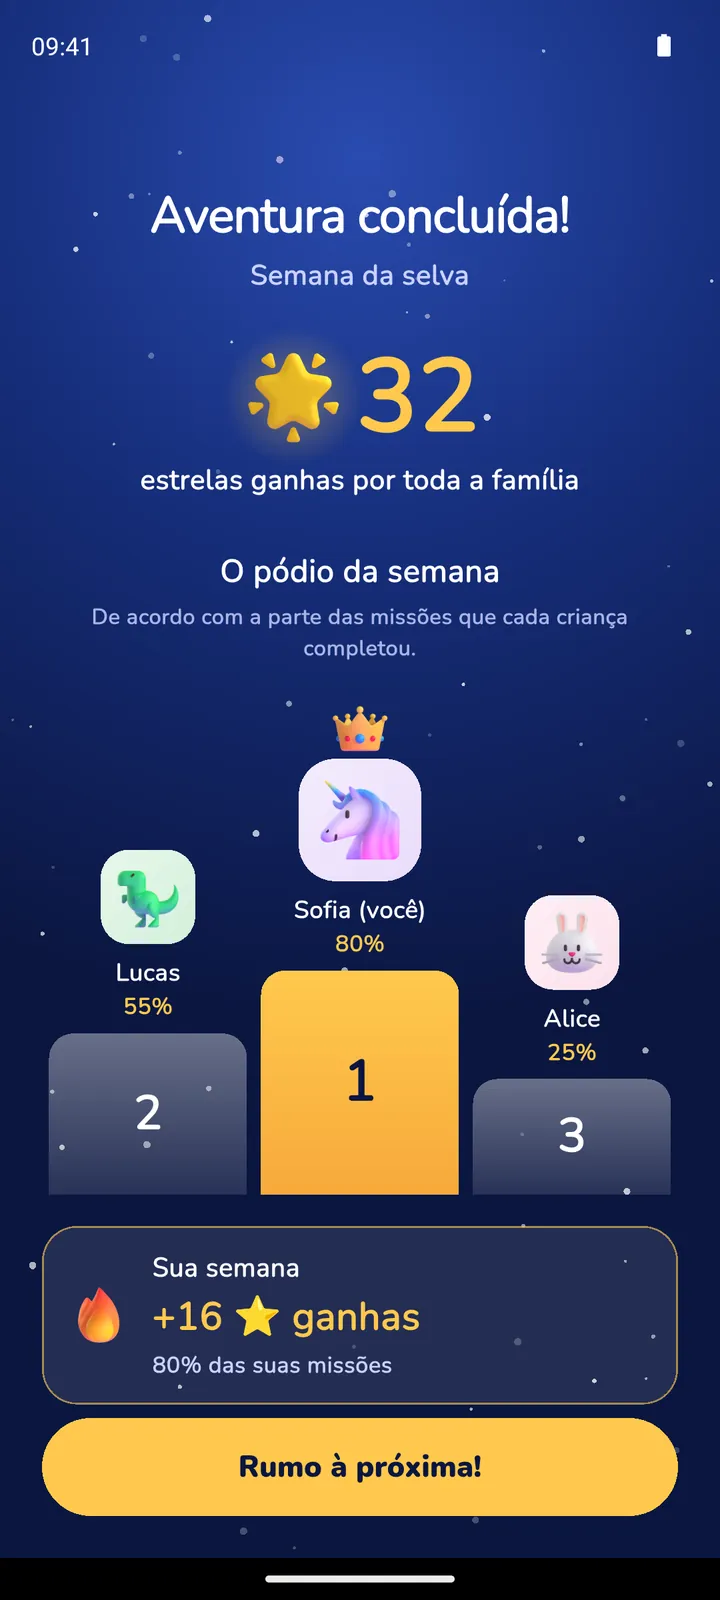 09:41
Aventura concluída!
Semana da selva
32
estrelas ganhas por toda a família
O pódio da semana
De acordo com a parte das missões que cada criança
completou.
Sofia (você)
80%
Lucas
55%
Alice
25%
1
2
3
Sua semana
+16 ⭐ ganhas
80% das suas missões
Rumo à próxima!